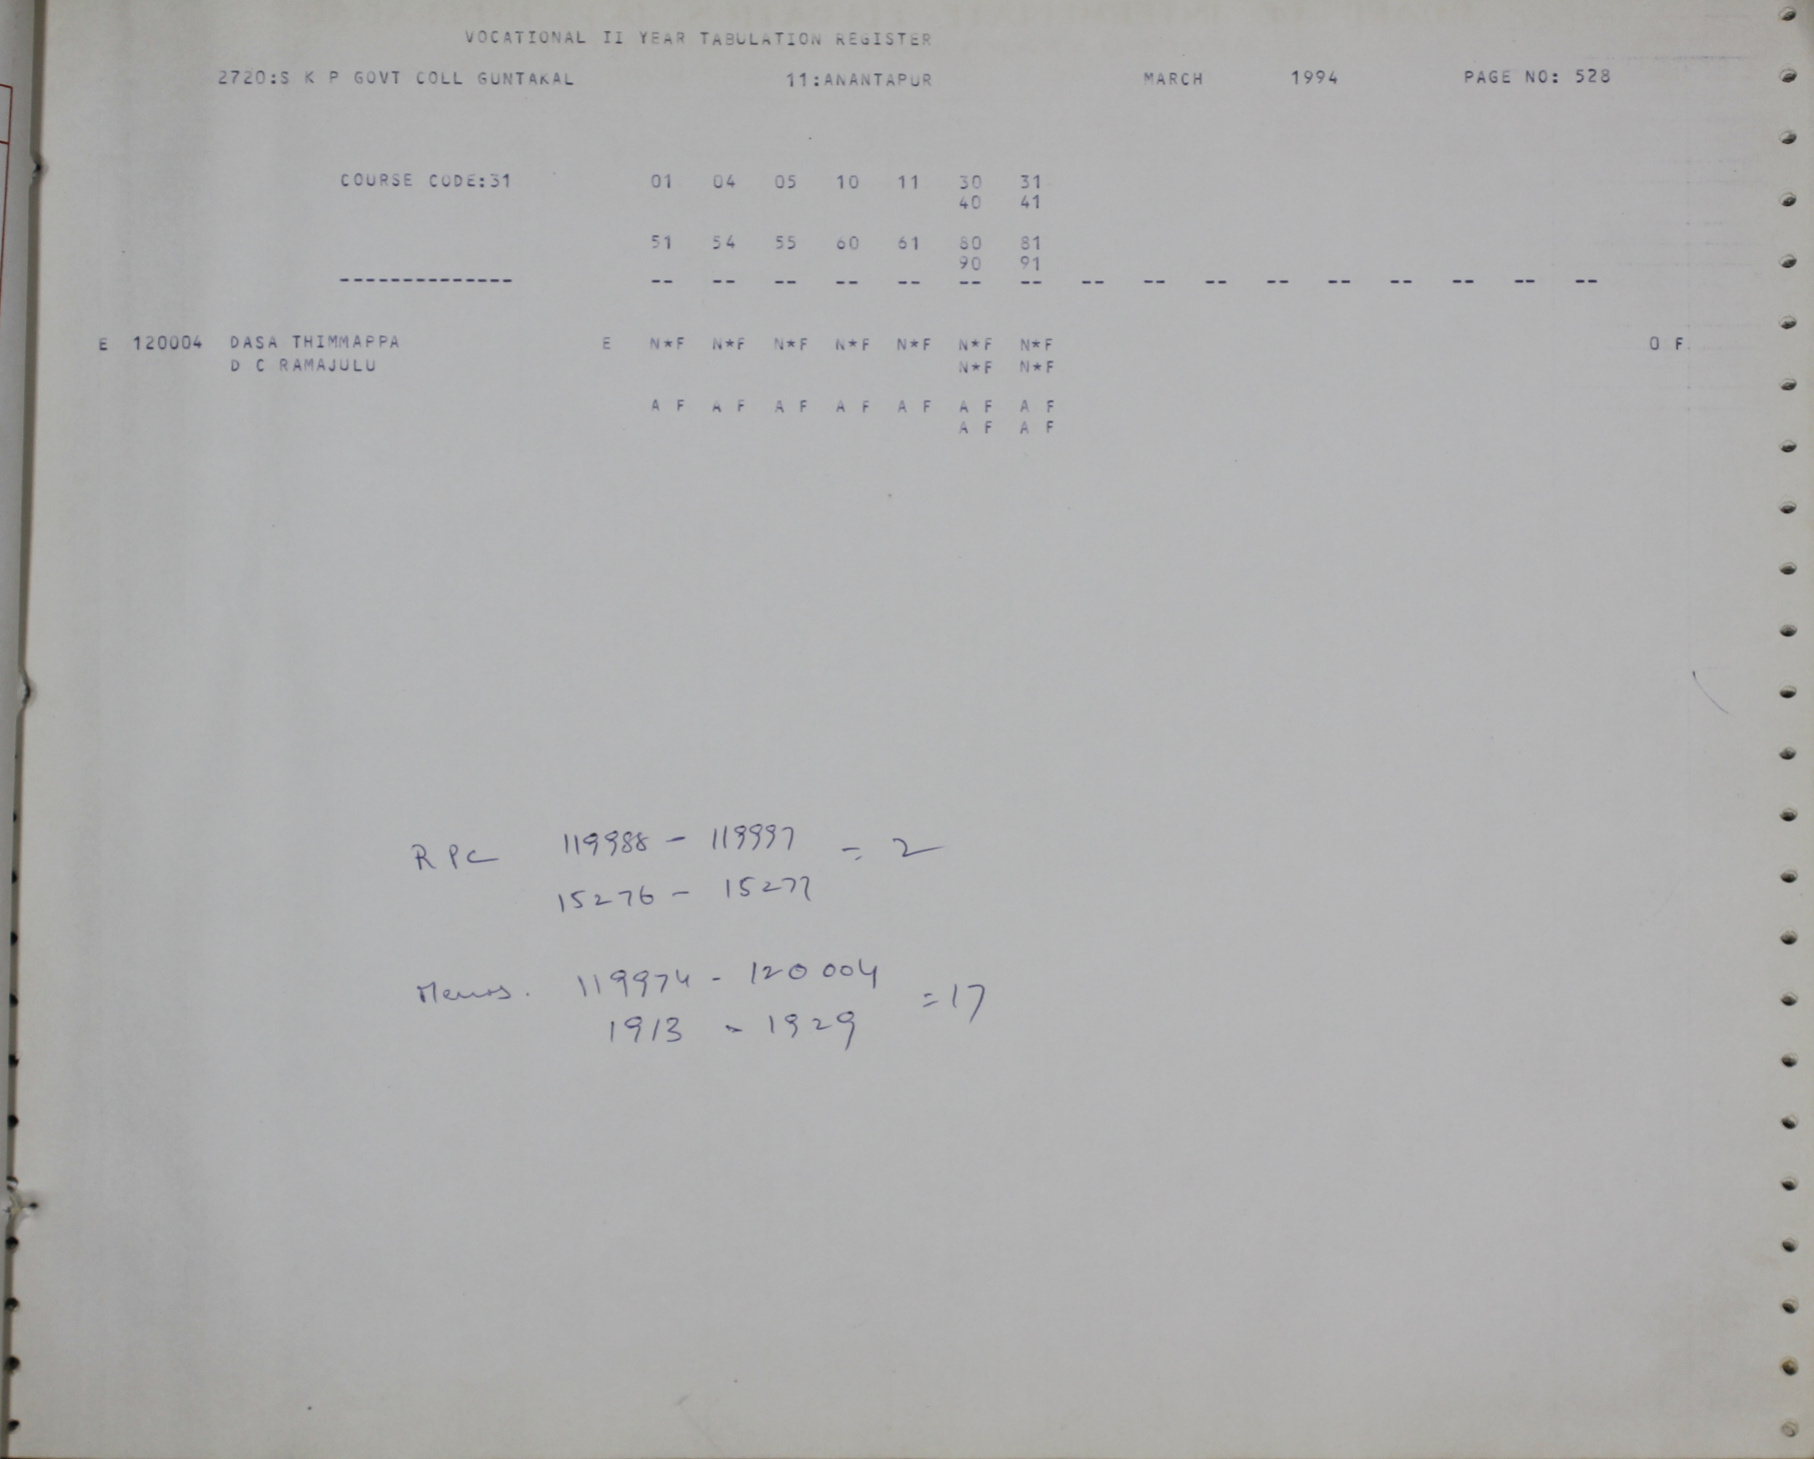 VOCATIONAL II YEAR TABULATION REGISTER
2720:S K P GOVT COLL GUNTAKAL 11:ANANTAPUR MARCH 1994 PAGE NO: 528
COURSE CODE:31 01 04 05 10 11 30 31
40 41
51 54 55 60 61 80 81
90 91
-------------- -- -- -- -- -- -- -- -- -- -- -- -- -- -- -- --
E 120004 DASA THIMMAPPA E N*F N*F N*F N*F N*F N*F N*F 0 F
D C RAMAJULU N*F N*F
A F A F A F A F A F A F A F
A F A F
RPC 119988 - 119997 = 2
15276 - 15277
Memos. 119974 - 120004 = 17
1913 - 1929